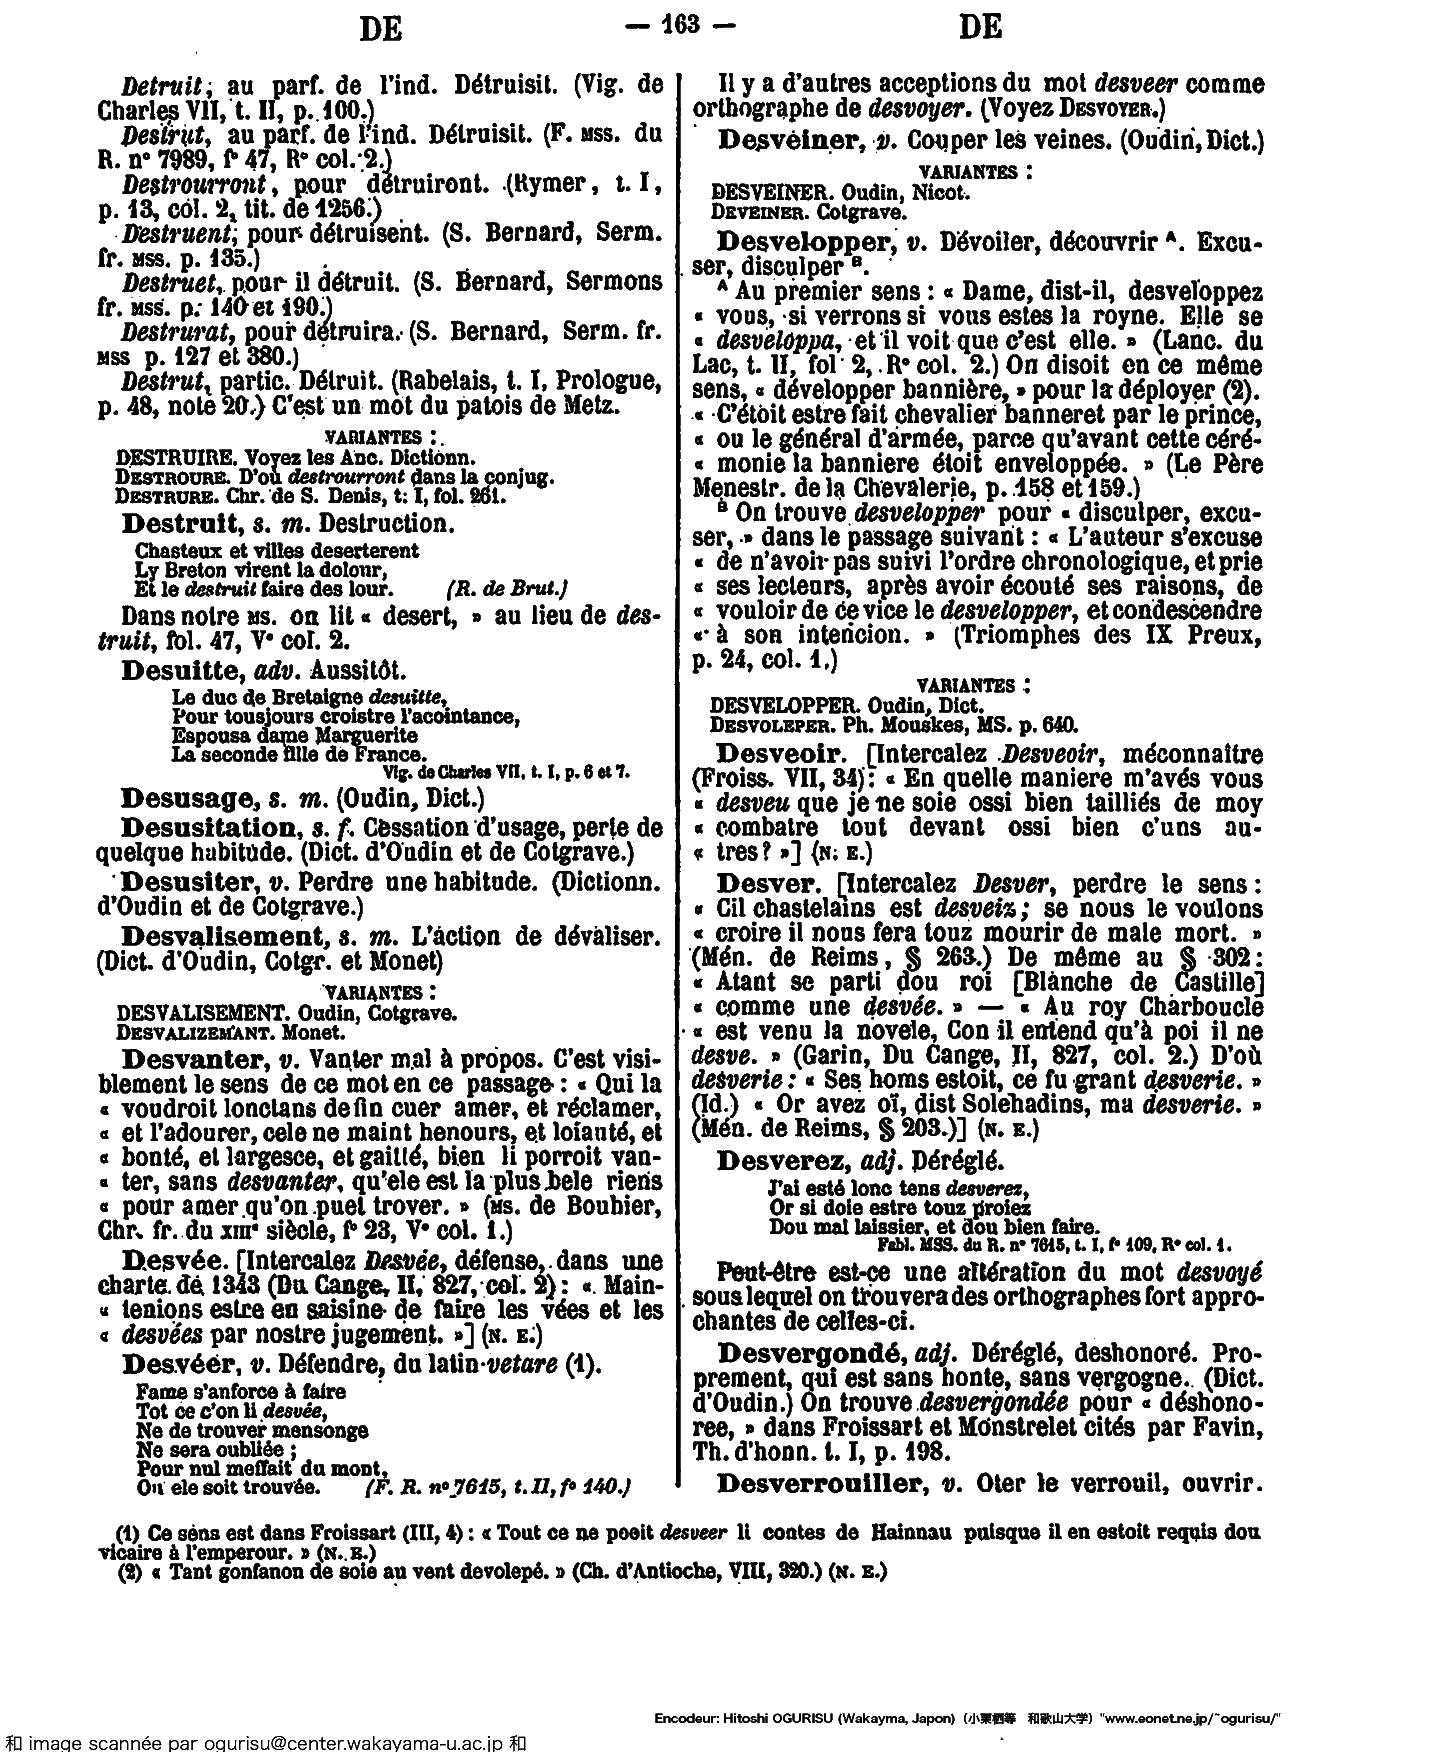 DE — 163 — DE
Detruit; au parf. de l'ind. Détruisit. (Vig. de
Charles VII, t. II, p. 100.)
Destrut, au parf. de l'ind. Détruisit. (F. MSS. du
R. n° 7989, f° 47, R° col. 2.)
Destrourront, pour détruiront. (Rymer, t. I,
p. 13, col. 2, tit. de 1256.)
Destruent; pour détruisent. (S. Bernard, Serm.
fr. MSS. p. 135.)
Destruet, pour il détruit. (S. Bernard, Sermons
fr. MSS. p. 140 et 190.)
Destrurat, pour détruira. (S. Bernard, Serm. fr.
MSS p. 127 et 380.)
Destrut, partic. Détruit. (Rabelais, t. I, Prologue,
p. 48, note 20.) C'est un mot du patois de Metz.
VARIANTES :
DESTRUIRE. Voyez les Anc. Dictionn.
DESTROURE. D'où destrourront dans la conjug.
DESTRURE. Chr. de S. Denis, t. I, fol. 261.
Destruit, s. m. Destruction.
Chasteux et villes deserterent
Ly Breton virent la dolour,
Et le destruit faire des lour. (R. de Brut.)
Dans notre MS. on lit « desert, » au lieu de des-
truit, fol. 47, V° col. 2.
Desuitte, adv. Aussitôt.
Le duc de Bretaigne desuitte,
Pour tousjours croistre l'acointance,
Espousa dame Marguerite
La seconde fille de France.
Vig. de Charles VII, t. I, p. 6 et 7.
Desusage, s. m. (Oudin, Dict.)
Desusitation, s. f. Cessation d'usage, perte de
quelque habitude. (Dict. d'Oudin et de Cotgrave.)
Desusiter, v. Perdre une habitude. (Dictionn.
d'Oudin et de Cotgrave.)
Desvalisement, s. m. L'action de dévaliser.
(Dict. d'Oudin, Cotgr. et Monet)
VARIANTES :
DESVALISEMENT. Oudin, Cotgrave.
DESVALIZEMANT. Monet.
Desvanter, v. Vanter mal à propos. C'est visi-
blement le sens de ce mot en ce passage : « Qui la
« voudroit lonctans defin cuer amer, et réclamer,
« et l'adourer, cele ne maint henours, et loiauté, et
« bonté, et largesce, et gaitlé, bien li porroit van-
« ter, sans desvanter, qu'ele est la plus bele riens
« pour amer qu'on puet trover. » (MS. de Bouhier,
Chr. fr. du XIIIe siècle, f° 23, V° col. 1.)
Desvée. [Intercalez Desvée, défense, dans une
charte de 1343 (Du Cange, II, 827, col. 2) : « Main-
« tenions estre en saisine de faire les vées et les
« desvées par nostre jugement. »] (N. E.)
Desvéer, v. Défendre, du latin vetare (1).
Fame s'anforce à faire
Tot ce c'on li desvée,
Ne de trouver mensonge
Ne sera oubliée ;
Pour nul meffait du mont,
Ou ele soit trouvée. (F. R. n° 7615, t. II, f° 140.)
Il y a d'autres acceptions du mot desveer comme
orthographe de desvoyer. (Voyez DESVOYER.)
Desveiner, v. Couper les veines. (Oudin, Dict.)
VARIANTES :
DESVEINER. Oudin, Nicot.
DEVEINER. Cotgrave.
Desvelopper, v. Dévoiler, découvrir A. Excu-
ser, disculper B.
A Au premier sens : « Dame, dist-il, desveloppez
« vous, si verrons si vous estes la royne. Elle se
« desveloppa, et il voit que c'est elle. » (Lanc. du
Lac, t. II, fol 2, R° col. 2.) On disoit en ce même
sens, « développer bannière, » pour la déployer (2).
« C'étoit estre fait chevalier banneret par le prince,
« ou le général d'armée, parce qu'avant cette céré-
« monie la banniere étoit enveloppée. » (Le Père
Menestr. de la Chevalerie, p. 158 et 159.)
B On trouve desvelopper pour « disculper, excu-
ser, » dans le passage suivant : « L'auteur s'excuse
« de n'avoir pas suivi l'ordre chronologique, et prie
« ses lecteurs, après avoir écouté ses raisons, de
« vouloir de ce vice le desvelopper, et condescendre
« à son intencion. » (Triomphes des IX Preux,
p. 24, col. 1.)
VARIANTES :
DESVELOPPER. Oudin, Dict.
DESVOLEPER. Ph. Mouskes, MS. p. 640.
Desveoir. [Intercalez Desveoir, méconnaître
(Froiss. VII, 34) : « En quelle maniere m'avés vous
« desveu que je ne soie ossi bien tailliés de moy
« combatre tout devant ossi bien c'uns au-
« tres ? »] (N. E.)
Desver. [Intercalez Desver, perdre le sens :
« Cil chastelains est desveiz ; se nous le voulons
« croire il nous fera touz mourir de male mort. »
(Mén. de Reims, § 263.) De même au § 302 :
« Atant se parti dou roi [Blanche de Castille]
« comme une desvée. » — « Au roy Charboucle
« est venu la novele, Con il entend qu'à poi il ne
desve. » (Garin, Du Cange, II, 827, col. 2.) D'où
desverie : « Ses homs estoit, ce fu grant desverie. »
(Id.) « Or avez oï, dist Solehadins, ma desverie. »
(Mén. de Reims, § 203.)] (N. E.)
Desverez, adj. Déréglé.
J'ai esté lonc tens desverez,
Or si doie estre touz proiez
Dou mal laissier, et dou bien faire.
Fabl. MSS. du R. n° 7615, t. I, f° 109, R° col. 1.
Peut-être est-ce une altération du mot desvoyé
sous lequel on trouvera des orthographes fort appro-
chantes de celles-ci.
Desvergondé, adj. Déréglé, deshonoré. Pro-
prement, qui est sans honte, sans vergogne. (Dict.
d'Oudin.) On trouve desvergondée pour « déshono-
ree, » dans Froissart et Monstrelet cités par Favin,
Th. d'honn. t. I, p. 198.
Desverrouiller, v. Oter le verrouil, ouvrir.
(1) Ce sens est dans Froissart (III, 4) : « Tout ce ne pooit desveer li contes de Hainnau puisque il en estoit requis dou
vicaire à l'emperour. » (N. E.)
(2) « Tant gonfanon de soie au vent devolepé. » (Ch. d'Antioche, VIII, 320.) (N. E.)
Encodeur: Hitoshi OGURISU (Wakayma, Japon) (小栗栖等 和歌山大学) "www.eonet.ne.jp/~ogurisu/"
和 image scannée par ogurisu@center.wakayama-u.ac.jp 和